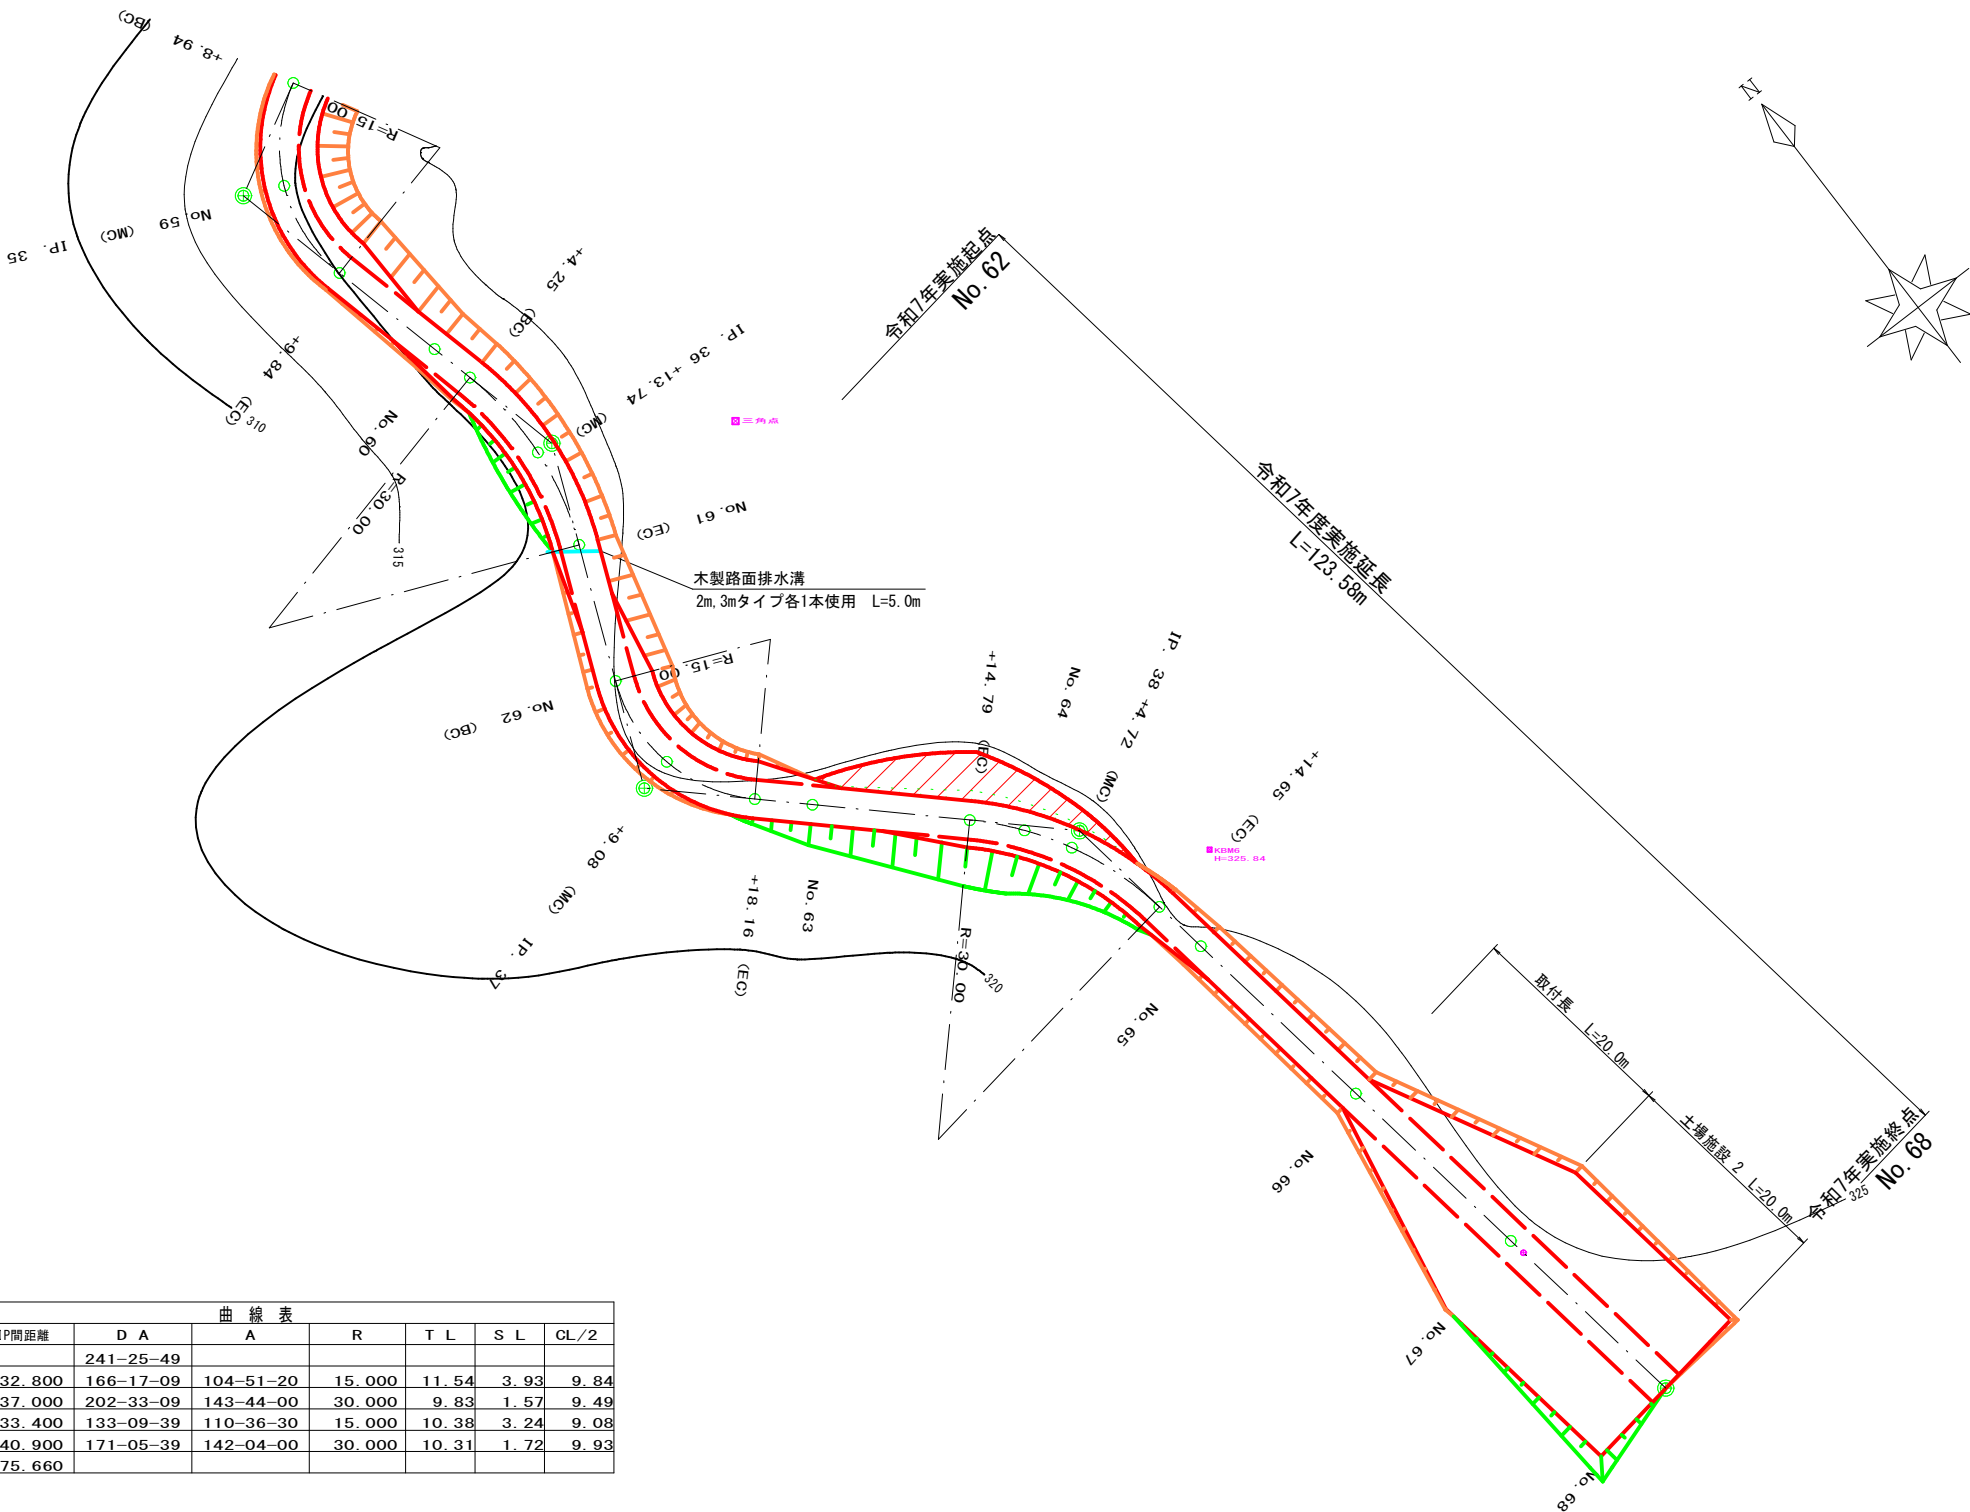 (BC)
+8.94
R=15.00
No.59 (MC) IP. 35
+4.25
(BC)
+9.84
(EC)
310
IP. 36 +13.74
(MC)
No.60
R=30.00
315
No.61 (EC)
三角点
令和7年実施起点
No.62
令和7年度実施延長
L=123.58m
木製路面排水溝
2m,3mタイプ各1本使用 L=5.0m
R=15.00
No.62 (BC)
+14.79 (EC)
No.64
IP. 38 +4.72 (MC)
+14.65 (EC)
KBM6
H=325.84
IP. 37 (MC) +9.08
+18.16 (EC)
No.63
R=30.00
320
No.65
取付長 L=20.0m
土場施設 2 L=20.0m
令和7年実施終点
No.68
325
No.66
No.67
No.68
N
曲 線 表
IP間距離 D A A R T L S L CL/2
241-25-49
32.800 166-17-09 104-51-20 15.000 11.54 3.93 9.84
37.000 202-33-09 143-44-00 30.000 9.83 1.57 9.49
33.400 133-09-39 110-36-30 15.000 10.38 3.24 9.08
40.900 171-05-39 142-04-00 30.000 10.31 1.72 9.93
75.660